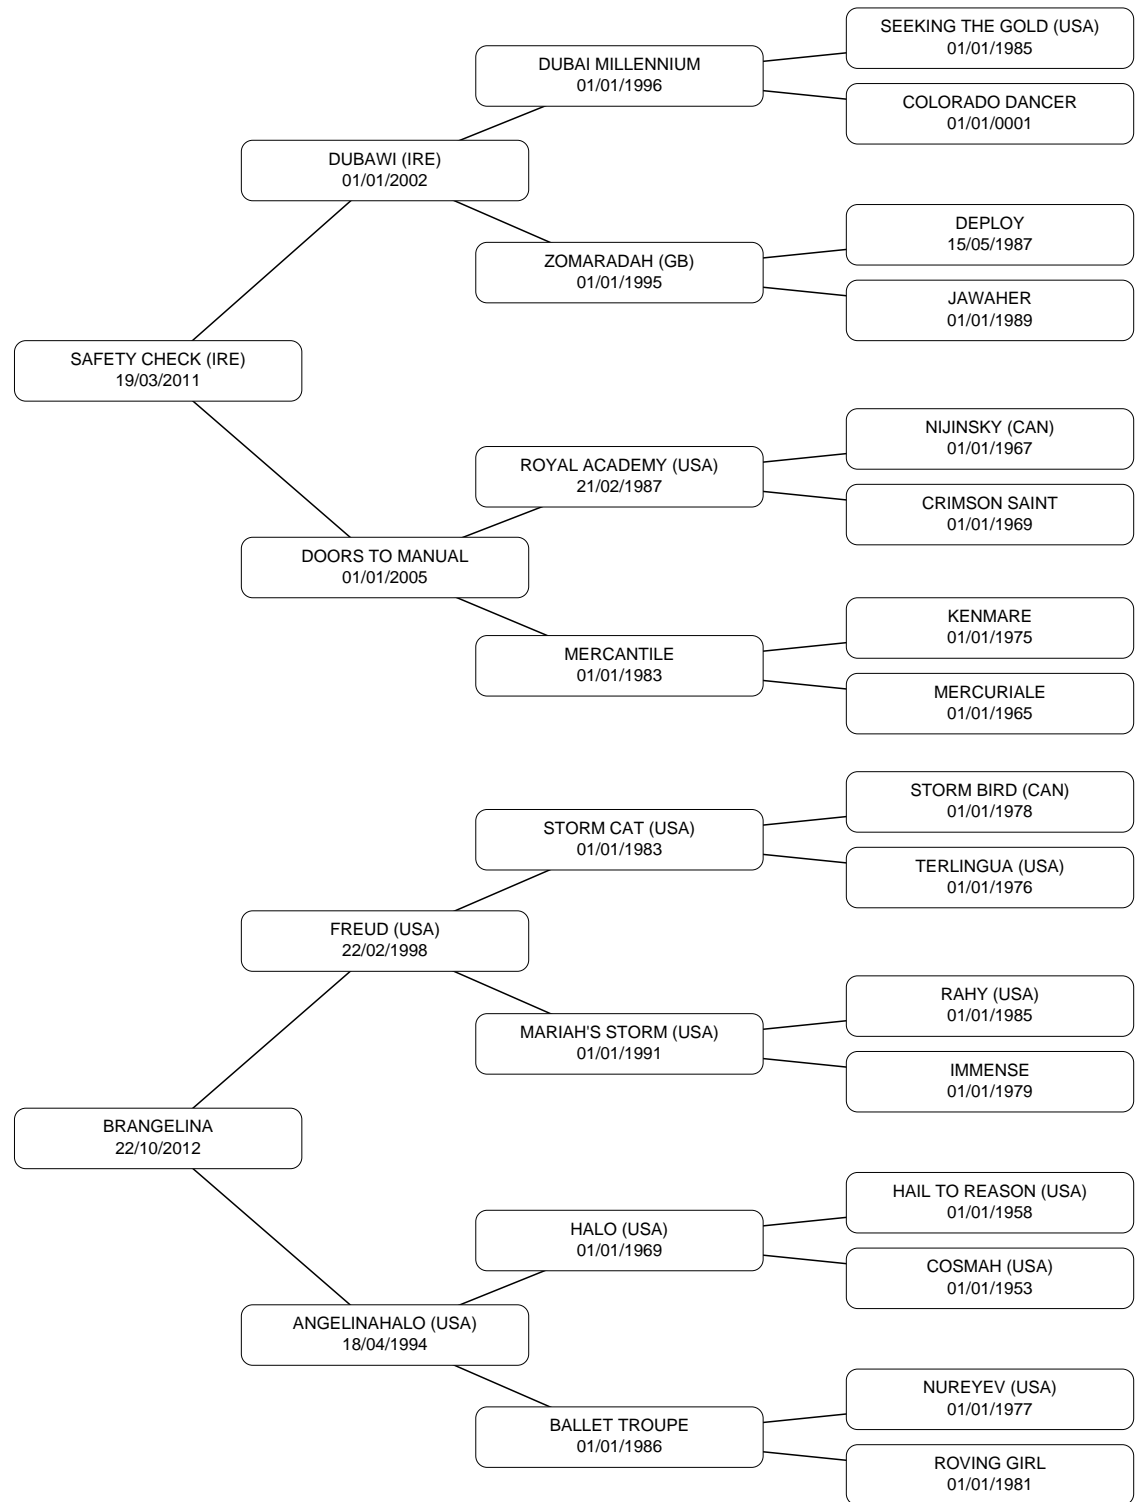 SEEKING THE GOLD (USA)
01/01/1985
DUBAI MILLENNIUM
01/01/1996
COLORADO DANCER
01/01/0001
DUBAWI (IRE)
01/01/2002
DEPLOY
15/05/1987
ZOMARADAH (GB)
01/01/1995
JAWAHER
01/01/1989
SAFETY CHECK (IRE)
19/03/2011
NIJINSKY (CAN)
01/01/1967
ROYAL ACADEMY (USA)
21/02/1987
CRIMSON SAINT
01/01/1969
DOORS TO MANUAL
01/01/2005
KENMARE
01/01/1975
MERCANTILE
01/01/1983
MERCURIALE
01/01/1965
STORM BIRD (CAN)
01/01/1978
STORM CAT (USA)
01/01/1983
TERLINGUA (USA)
01/01/1976
FREUD (USA)
22/02/1998
RAHY (USA)
01/01/1985
MARIAH'S STORM (USA)
01/01/1991
IMMENSE
01/01/1979
BRANGELINA
22/10/2012
HAIL TO REASON (USA)
01/01/1958
HALO (USA)
01/01/1969
COSMAH (USA)
01/01/1953
ANGELINAHALO (USA)
18/04/1994
NUREYEV (USA)
01/01/1977
BALLET TROUPE
01/01/1986
ROVING GIRL
01/01/1981